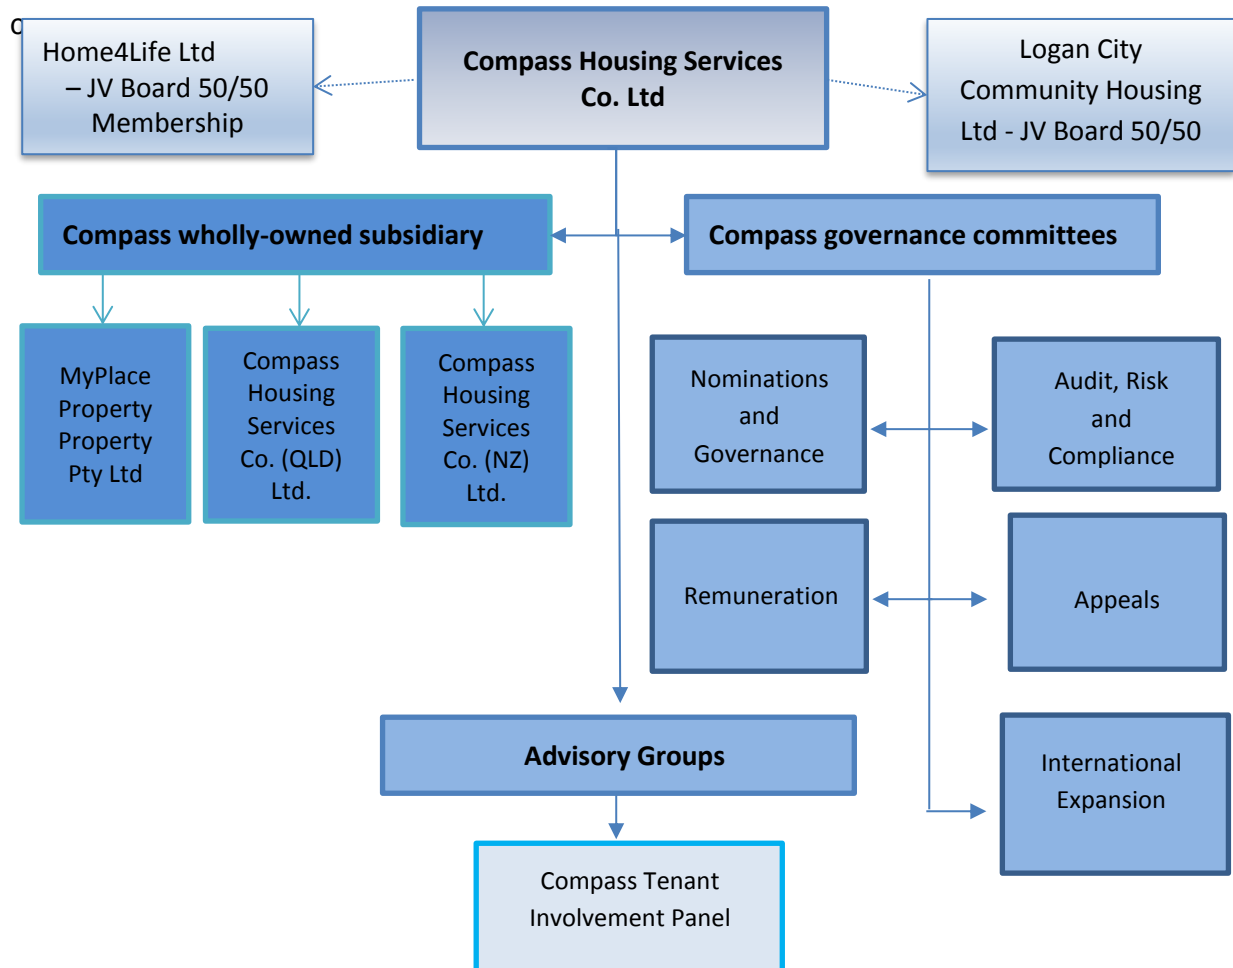 Home4Life Ltd
– JV Board 50/50
Membership
Compass Housing Services
Co. Ltd
Logan City
Community Housing
Ltd - JV Board 50/50
Compass wholly-owned subsidiary
Compass governance committees
MyPlace
Property
Property
Pty Ltd
Compass
Housing
Services
Co. (QLD)
Ltd.
Compass
Housing
Services
Co. (NZ)
Ltd.
Nominations
and
Governance
Audit, Risk
and
Compliance
Remuneration
Appeals
Advisory Groups
International
Expansion
Compass Tenant
Involvement Panel